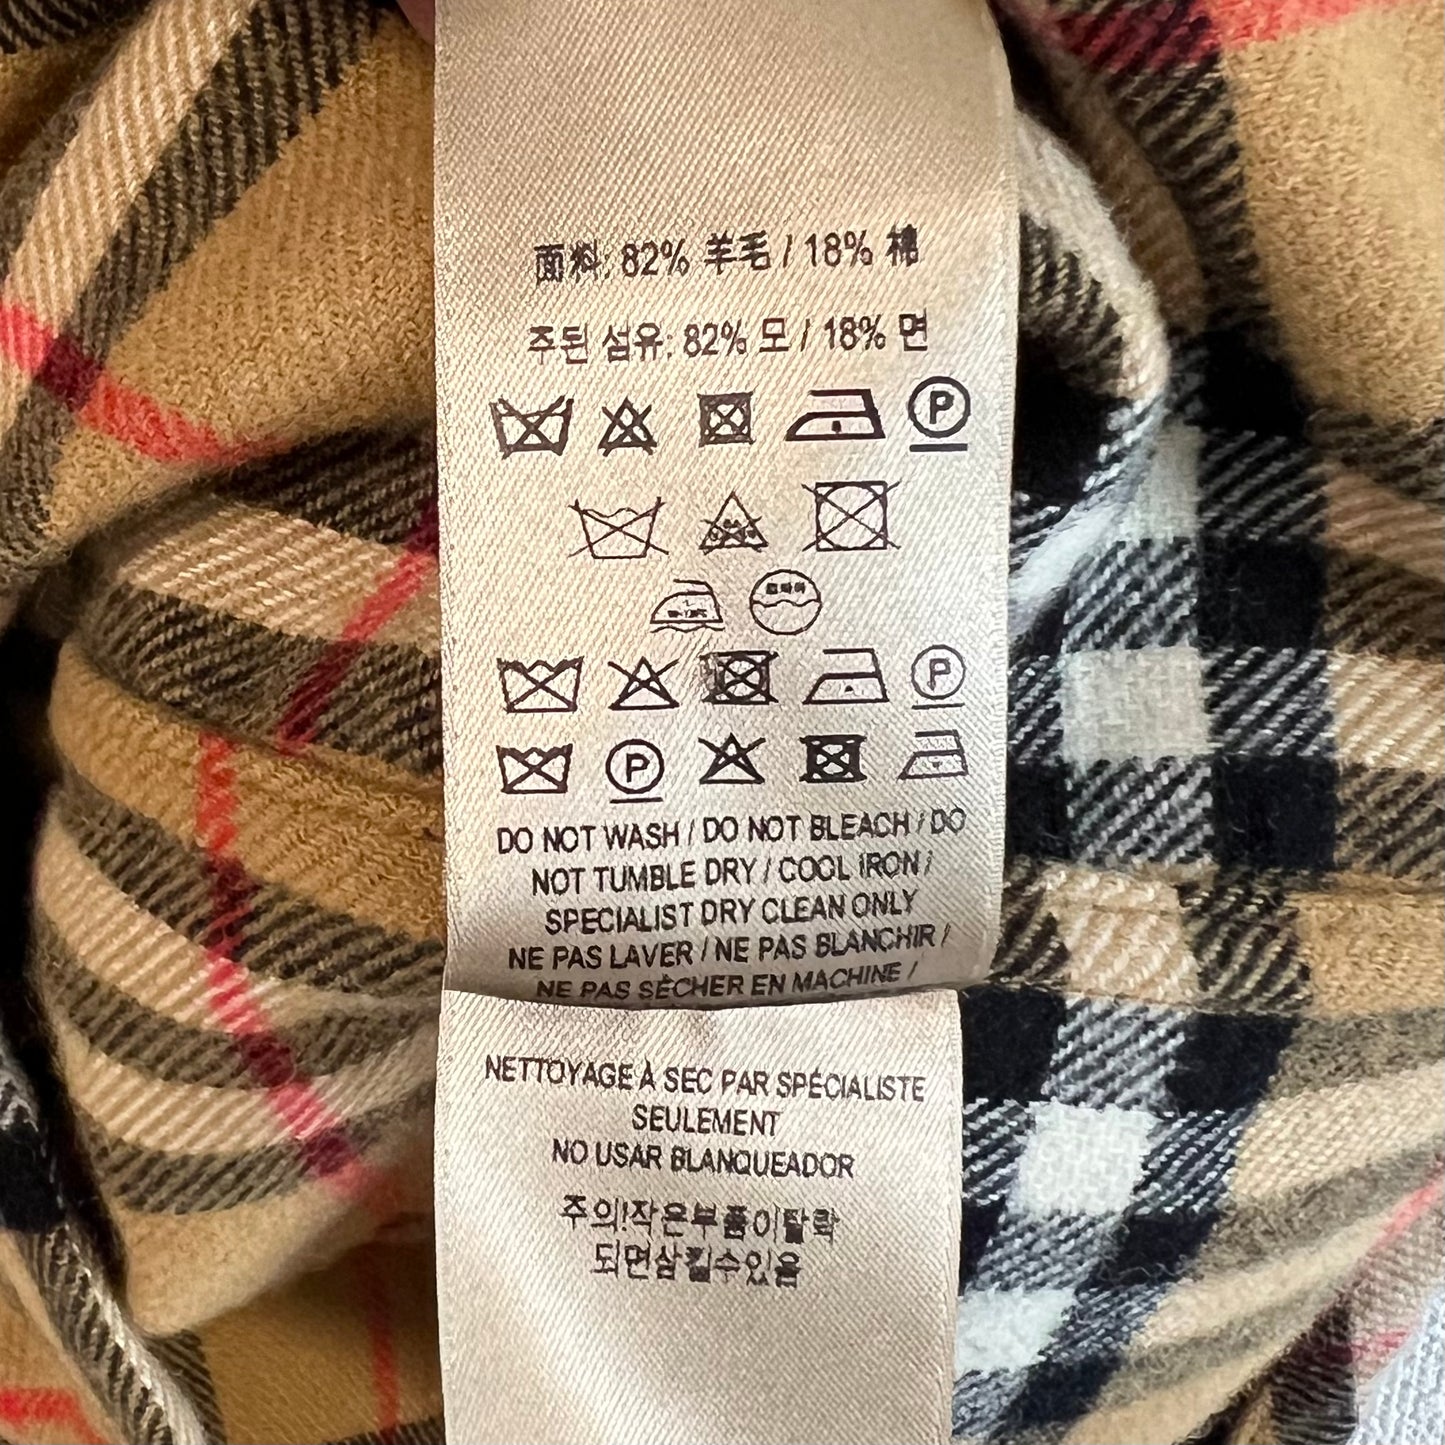 面料: 82% 羊毛 / 18% 棉
주된 섬유: 82% 모 / 18% 면
P
P
P
DO NOT WASH / DO NOT BLEACH / DO
NOT TUMBLE DRY / COOL IRON /
SPECIALIST DRY CLEAN ONLY
NE PAS LAVER / NE PAS BLANCHIR /
NE PAS SÉCHER EN MACHINE /
NETTOYAGE À SEC PAR SPÉCIALISTE
SEULEMENT
NO USAR BLANQUEADOR
주의!작은부품이탈락
되면삼킬수있음